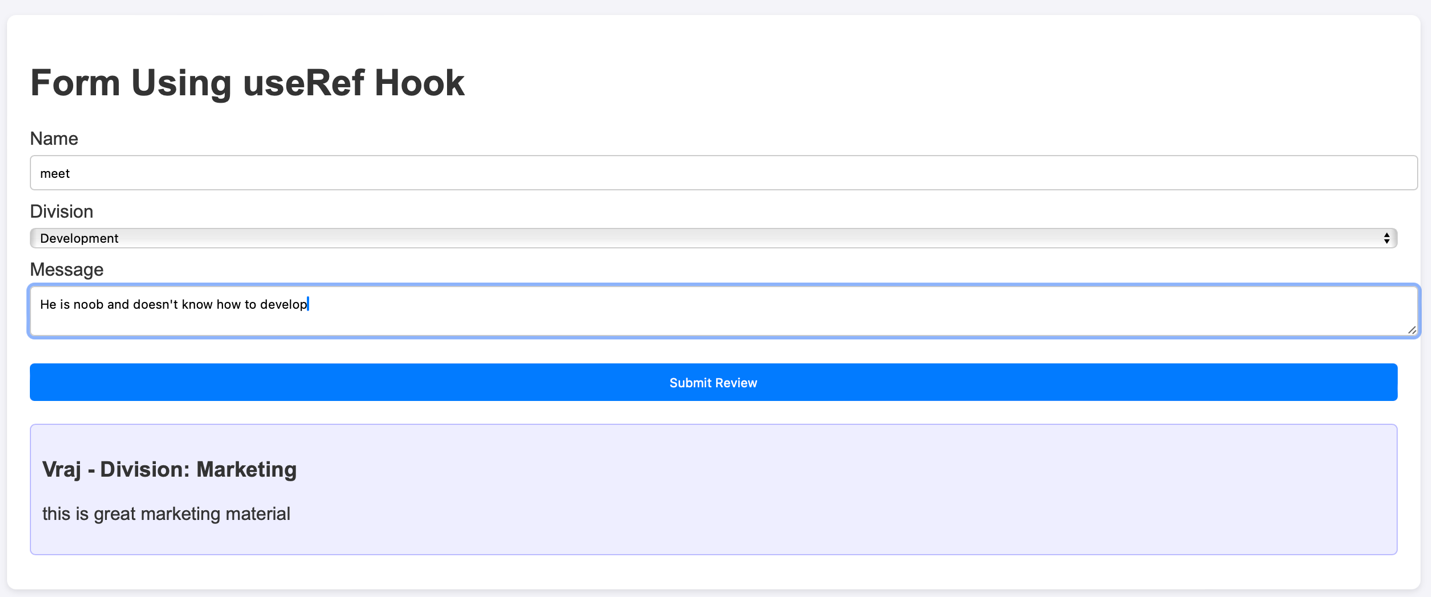 Form Using useRef Hook
Name
meet
Division
Development
Message
He is noob and doesn't know how to develop
Submit Review
Vraj - Division: Marketing
this is great marketing material